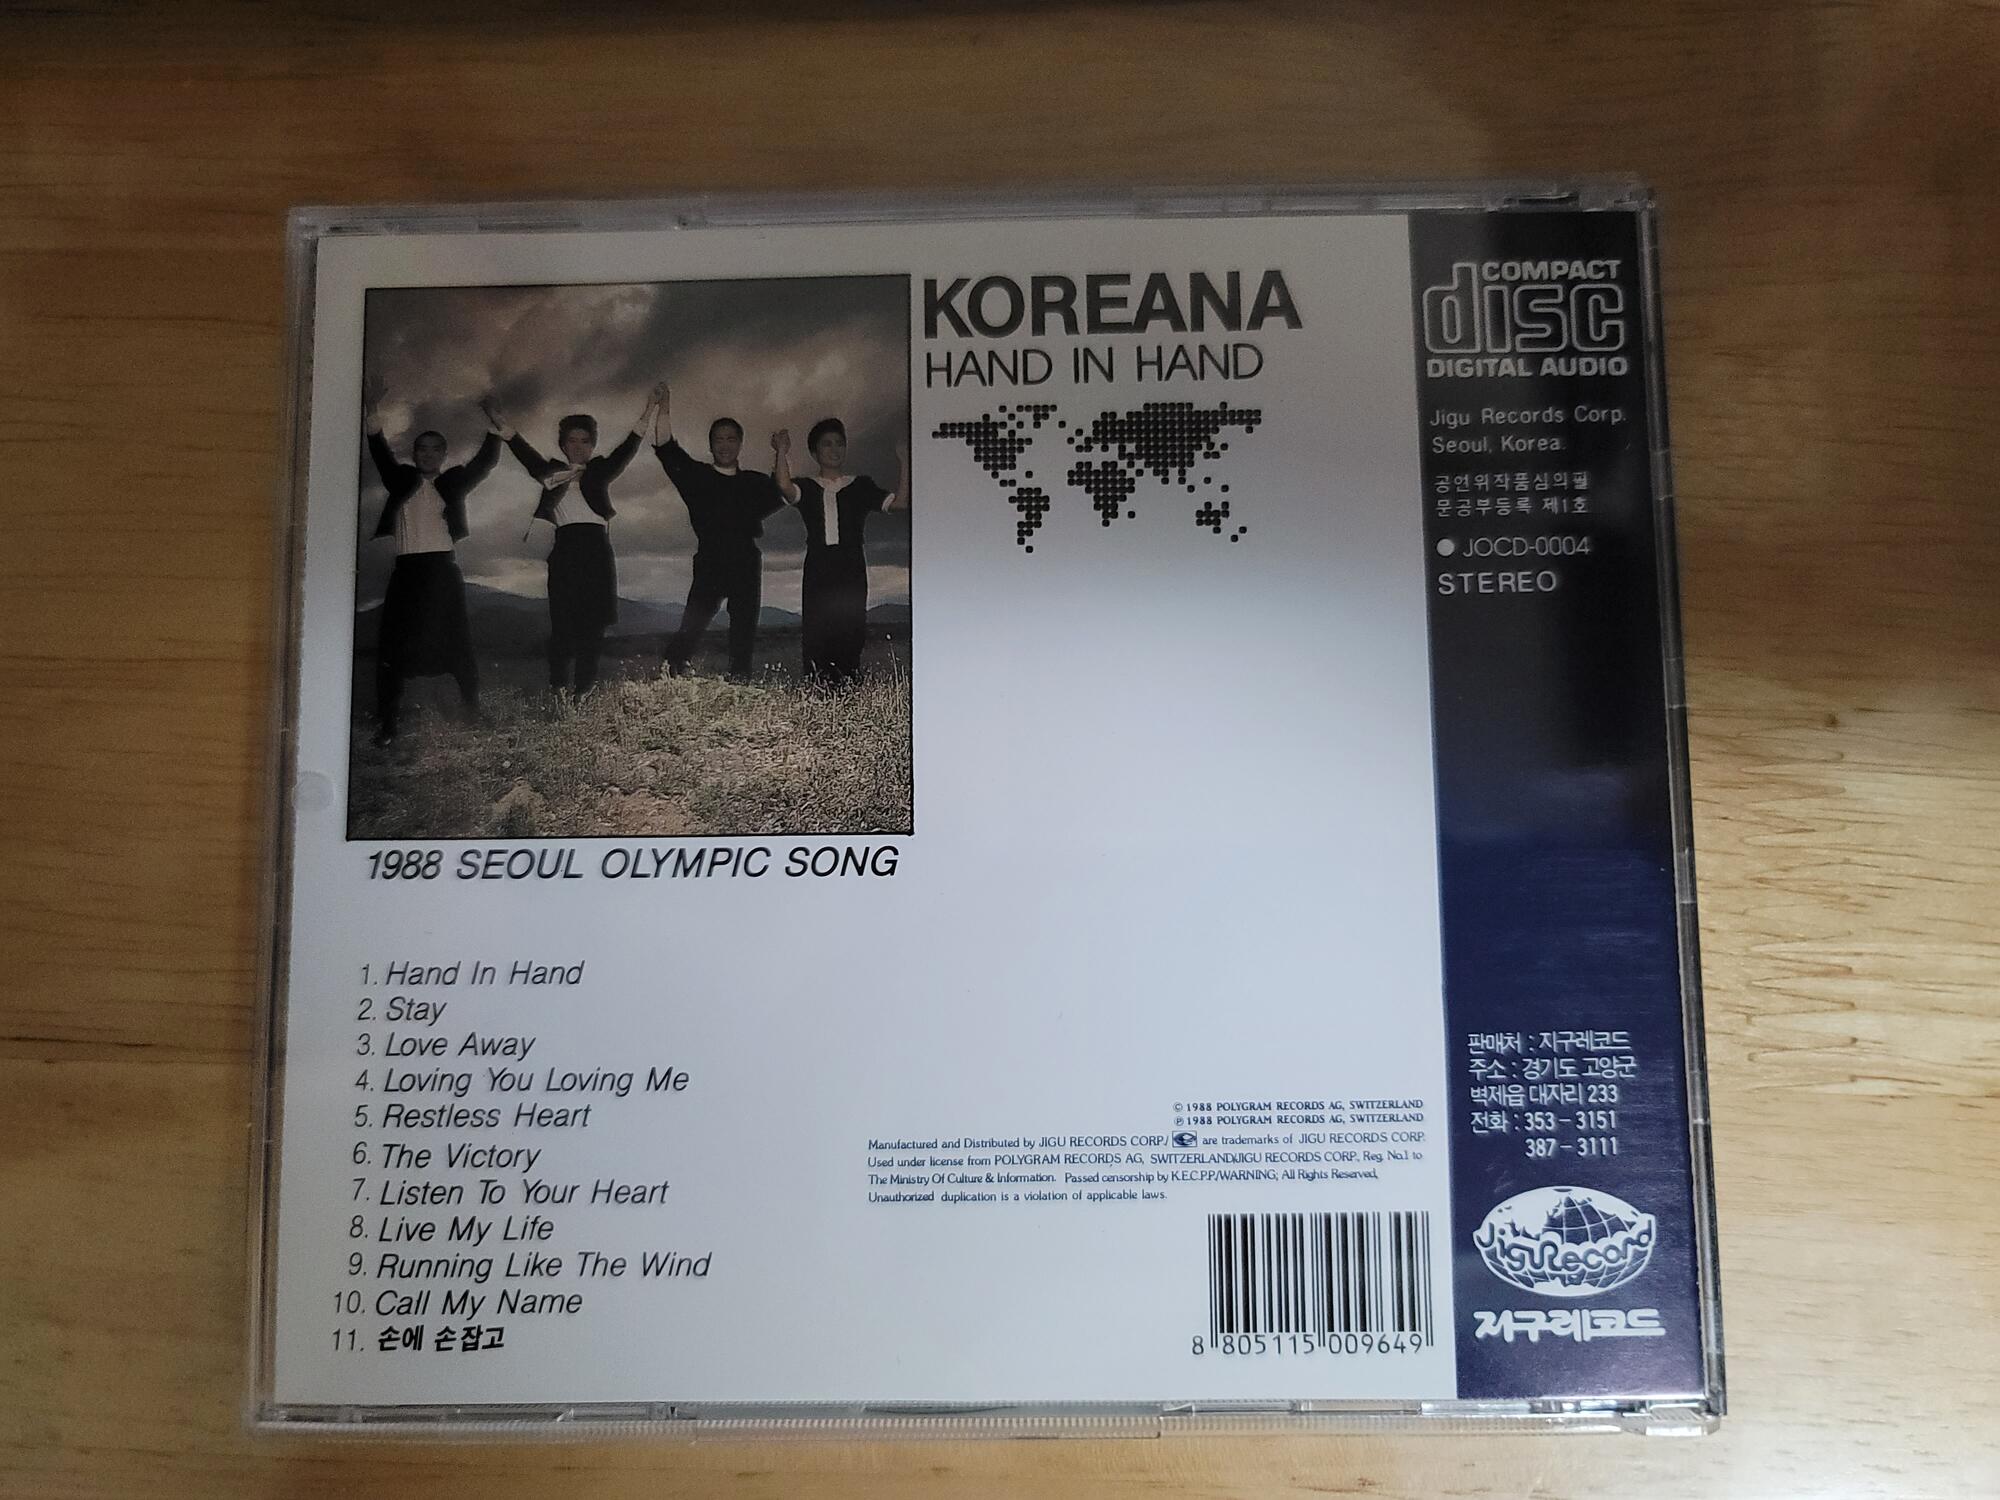 KOREANA
HAND IN HAND
1988 SEOUL OLYMPIC SONG
1. Hand In Hand
2. Stay
3. Love Away
4. Loving You Loving Me
5. Restless Heart
6. The Victory
7. Listen To Your Heart
8. Live My Life
9. Running Like The Wind
10. Call My Name
11. 손에 손잡고
© 1988 POLYGRAM RECORDS AG, SWITZERLAND
℗ 1988 POLYGRAM RECORDS AG, SWITZERLAND
Manufactured and Distributed by JIGU RECORDS CORP./ are trademarks of JIGU RECORDS CORP.
Used under license from POLYGRAM RECORDS AG, SWITZERLAND/JIGU RECORDS CORP., Reg. No.1 to
The Ministry Of Culture & Information. Passed censorship by K.E.C.P.P./WARNING; All Rights Reserved,
Unauthorized duplication is a violation of applicable laws.
8 805115 009649
COMPACT
disc
DIGITAL AUDIO
Jigu Records Corp.
Seoul, Korea.
공연위작품심의필
문공부등록 제1호
● JOCD-0004
STEREO
판매처 : 지구레코드
주소 : 경기도 고양군
벽제읍 대자리 233
전화 : 353-3151
387-3111
JiguRecord
지구레코드